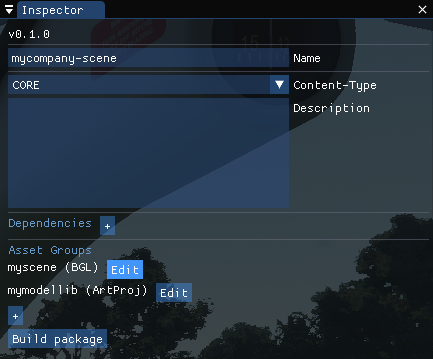 Inspector
v0.1.0
mycompany-scene Name
CORE Content-Type
Description
Dependencies +
Asset Groups
myscene (BGL) Edit
mymodellib (ArtProj) Edit
+
Build package